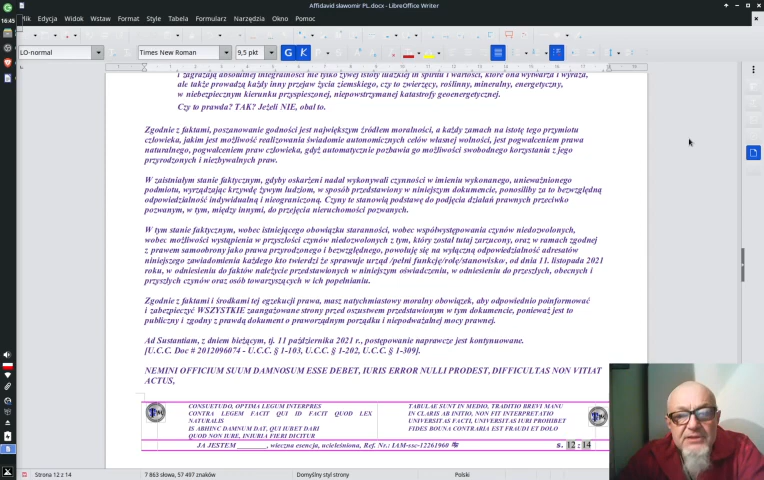 Affidavid sławomir PL.docx - LibreOffice Writer
16:45
Plik Edycja Widok Wstaw Format Style Tabela Formularz Narzędzia Okno Pomoc
LO-normal
Times New Roman
9,5 pkt
G K
i zagrażają absolutnej integralności nie tylko żywej istoty ludzkiej in spiriu i wartości, które ona wytwarza i wyraża,
ale także prowadzą każdy inny przejaw życia ziemskiego, czy to zwierzęcy, roślinny, mineralny, energetyczny,
w niebezpiecznym kierunku przyspieszonej, niepowstrzymanej katastrofy geoenergetycznej.
Czy to prawda? TAK? Jeżeli NIE, obal to.
Zgodnie z faktami, poszanowanie godności jest największym źródłem moralności, a każdy zamach na istotę tego przymiotu
człowieka, jakim jest możliwość realizowania świadomie autonomicznych celów własnej wolności, jest pogwałceniem prawa
naturalnego, pogwałceniem praw człowieka, gdyż automatycznie pozbawia go możliwości swobodnego korzystania z jego
przyrodzonych i niezbywalnych praw.
W zaistniałym stanie faktycznym, gdyby oskarżeni nadal wykonywali czynności w imieniu wykonanego, unieważnionego
podmiotu, wyrządzając krzywdę żywym ludziom, w sposób przedstawiony w niniejszym dokumencie, ponosiliby za to bezwzględną
odpowiedzialność indywidualną i nieograniczoną. Czyny te stanowią podstawę do podjęcia działań prawnych przeciwko
pozwanym, w tym, między innymi, do przejęcia nieruchomości pozwanych.
W tym stanie faktycznym, wobec istniejącego obowiązku staranności, wobec współwystępowania czynów niedozwolonych,
wobec możliwości wystąpienia w przyszłości czynów niedozwolonych z tym, który został tutaj zarzucony, oraz w ramach zgodnej
z prawem samoobrony jako prawa przyrodzonego i bezwzględnego, powołuję się na wyłączną odpowiedzialność adresatów
niniejszego zawiadomienia każdego kto twierdzi że sprawuje urząd /pełni funkcję/rolę/stanowisko, od dnia 11. listopada 2021
roku, w odniesieniu do faktów należycie przedstawionych w niniejszym oświadczeniu, w odniesieniu do przeszłych, obecnych i
przyszłych czynów oraz osób towarzyszących w ich popełnianiu.
Zgodnie z faktami i środkami tej egzekucji prawa, masz natychmiastowy moralny obowiązek, aby odpowiednio poinformować
i zabezpieczyć WSZYSTKIE zaangażowane strony przed oszustwem przedstawionym w tym dokumencie, ponieważ jest to
publiczny i zgodny z prawdą dokument o praworządnym porządku i niepodważalnej mocy prawnej.
Ad Sustantiam, z dniem bieżącym, tj. 11 października 2021 r., postępowanie naprawcze jest kontynuowane.
[U.C.C. Doc # 2012096074 - U.C.C. § 1-103, U.C.C. § 1-202, U.C.C. § 1-309].
NEMINI OFFICIUM SUUM DAMNOSUM ESSE DEBET, IURIS ERROR NULLI PRODEST, DIFFICULTAS NON VITIAT
ACTUS,
CONSUETUDO, OPTIMA LEGUM INTERPRES
CONTRA LEGEM FACIT QUI ID FACIT QUOD LEX
NATURALIS
IS ABHINC DAMNUM DAT, QUI IUBET DARI
QUOD NON IURE, INJURIA FIERI DICITUR
TABULAE SUNT IN MEDIO, TRADITIO BREVI MANU
IN CLARIS AB INITIO, NON FIT INTERPRETATIO
UNIVERSITAS FACTI, UNIVERSITAS IURI PROHIBET
FIDES BOUNA CONTRARIA EST FRAUDI ET DOLO
JA JESTEM ________, wieczna esencja, ucieleśniona, Ref. Nr.: IAM-ssc-12261960
s. 12 : 14
Strona 12 z 14
7 863 słowa, 57 497 znaków
Domyślny styl strony
Polski